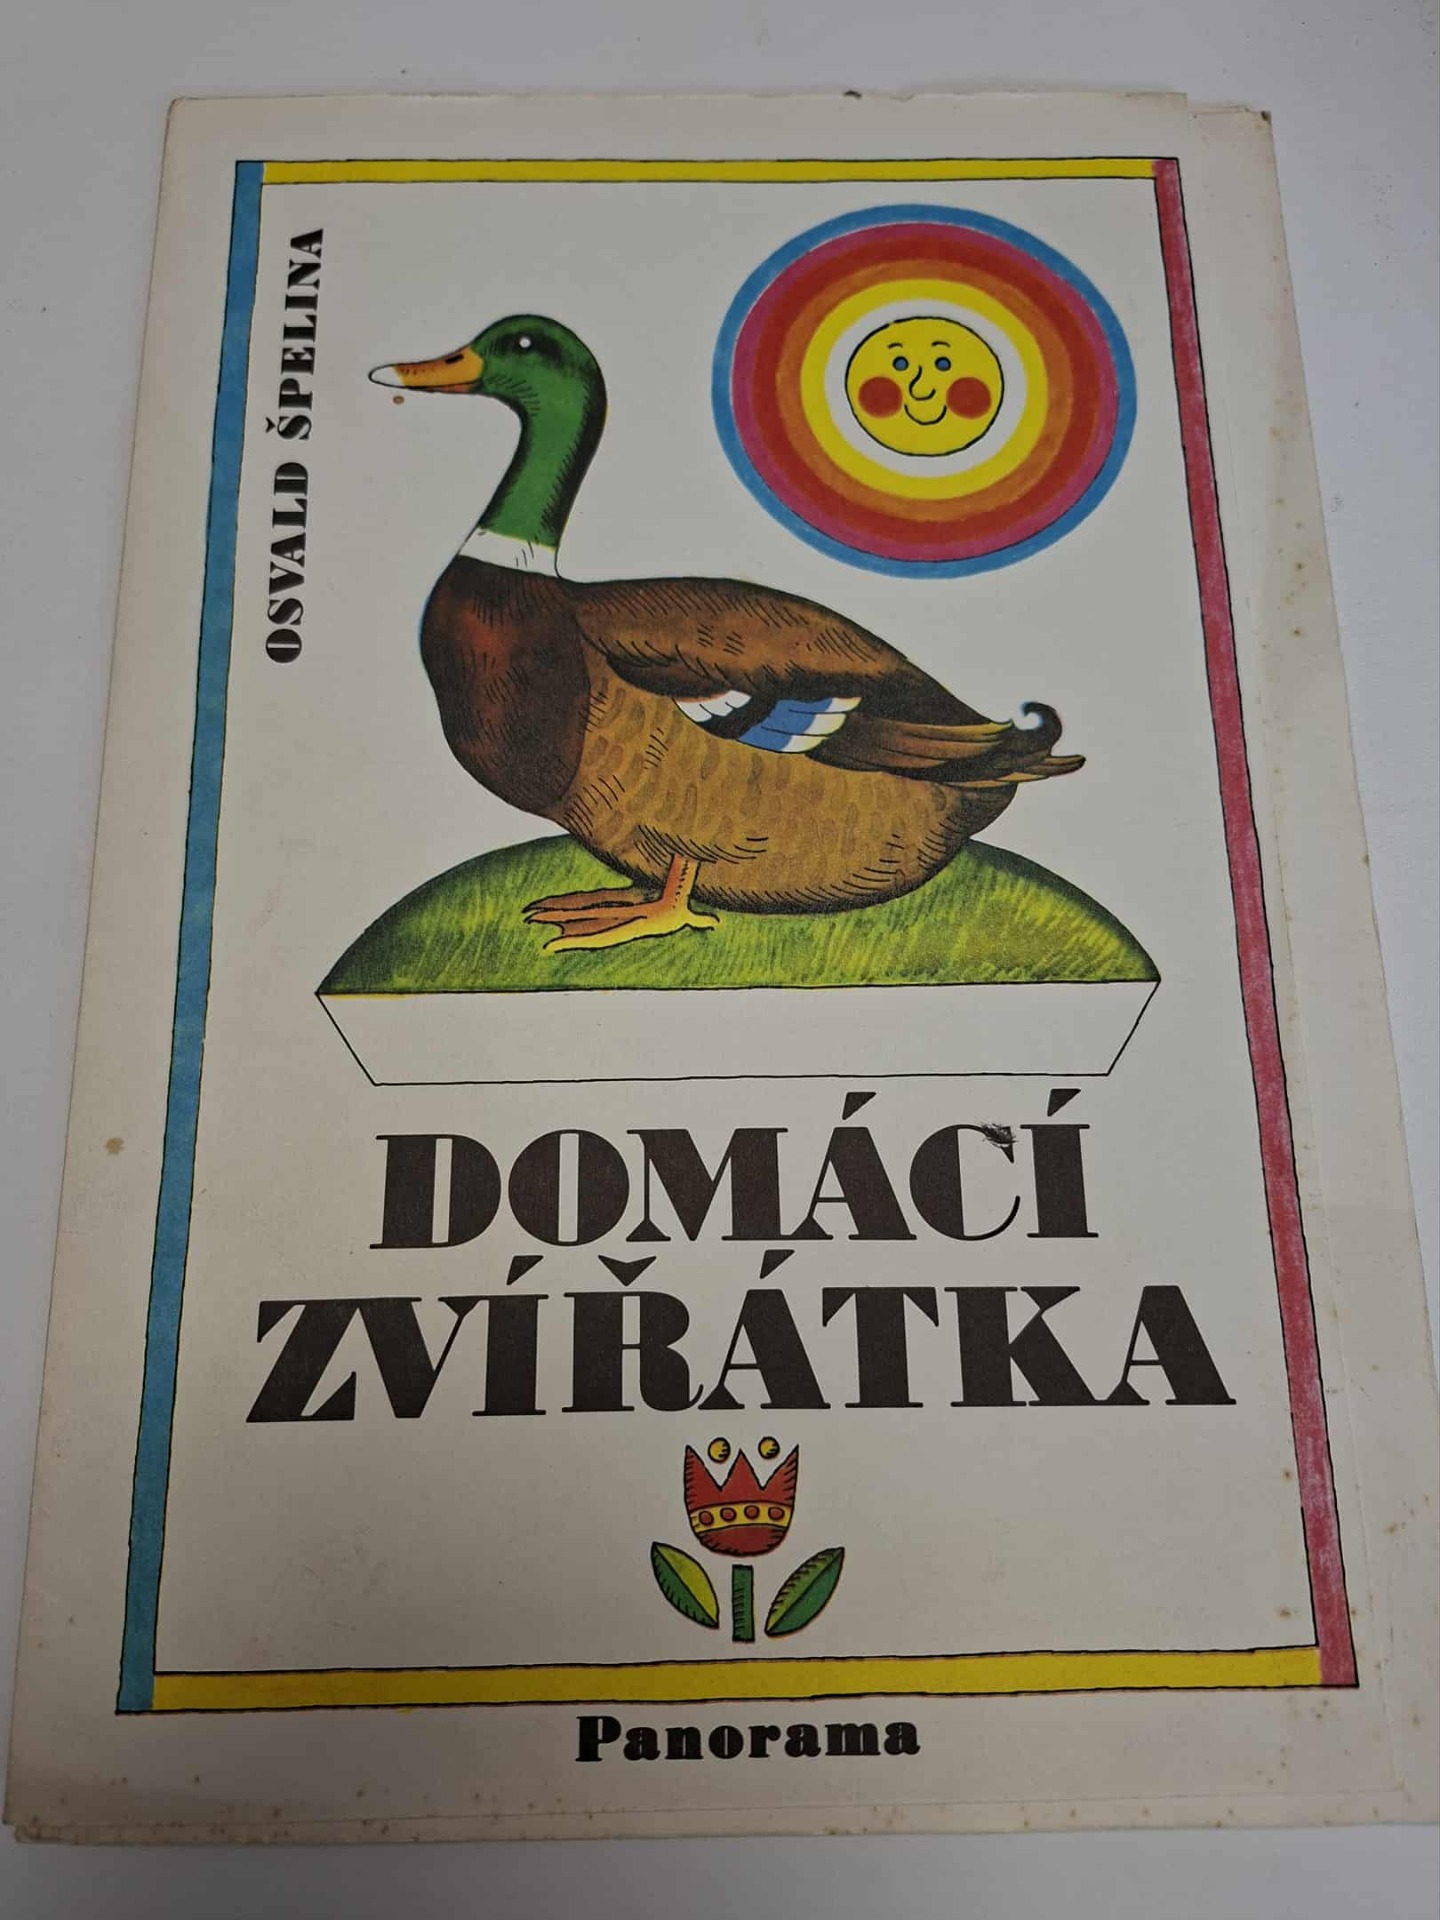 OSVALD ŠPELINA
DOMÁCÍ
ZVÍŘÁTKA
Panorama